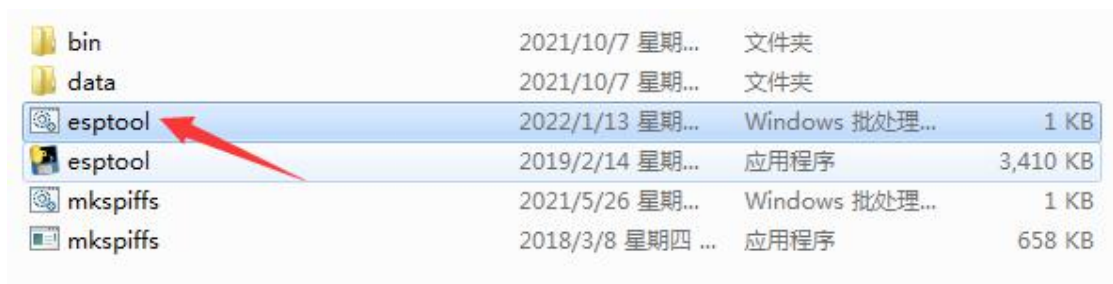 bin 2021/10/7 星期... 文件夹
data 2021/10/7 星期... 文件夹
esptool 2022/1/13 星期... Windows 批处理... 1 KB
esptool 2019/2/14 星期... 应用程序 3,410 KB
mkspiffs 2021/5/26 星期... Windows 批处理... 1 KB
mkspiffs 2018/3/8 星期四 ... 应用程序 658 KB